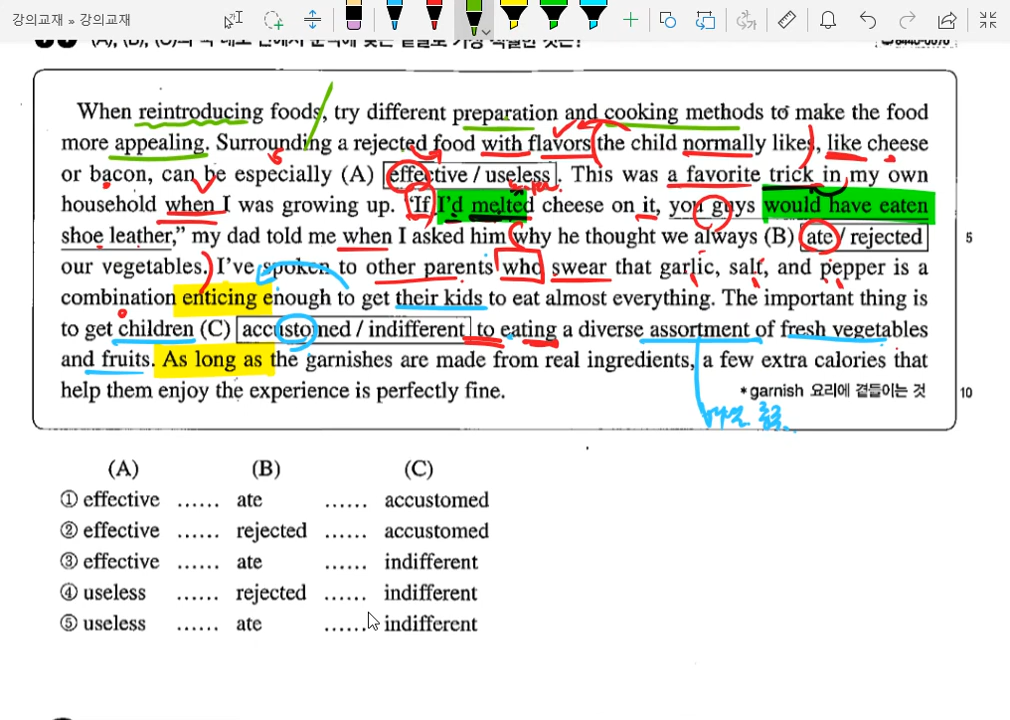 강의교재 » 강의교재
When reintroducing foods, try different preparation and cooking methods to make the food
more appealing. Surrounding a rejected food with flavors the child normally likes, like cheese
or bacon, can be especially (A) effective / useless. This was a favorite trick in my own
household when I was growing up. "If I'd melted cheese on it, you guys would have eaten
shoe leather," my dad told me when I asked him why he thought we always (B) ate / rejected
5
our vegetables. I've spoken to other parents who swear that garlic, salt, and pepper is a
combination enticing enough to get their kids to eat almost everything. The important thing is
to get children (C) accustomed / indifferent to eating a diverse assortment of fresh vegetables
and fruits. As long as the garnishes are made from real ingredients, a few extra calories that
help them enjoy the experience is perfectly fine.
*garnish 요리에 곁들이는 것
10
(A) (B) (C)
① effective ...... ate ...... accustomed
② effective ...... rejected ...... accustomed
③ effective ...... ate ...... indifferent
④ useless ...... rejected ...... indifferent
⑤ useless ...... ate ...... indifferent